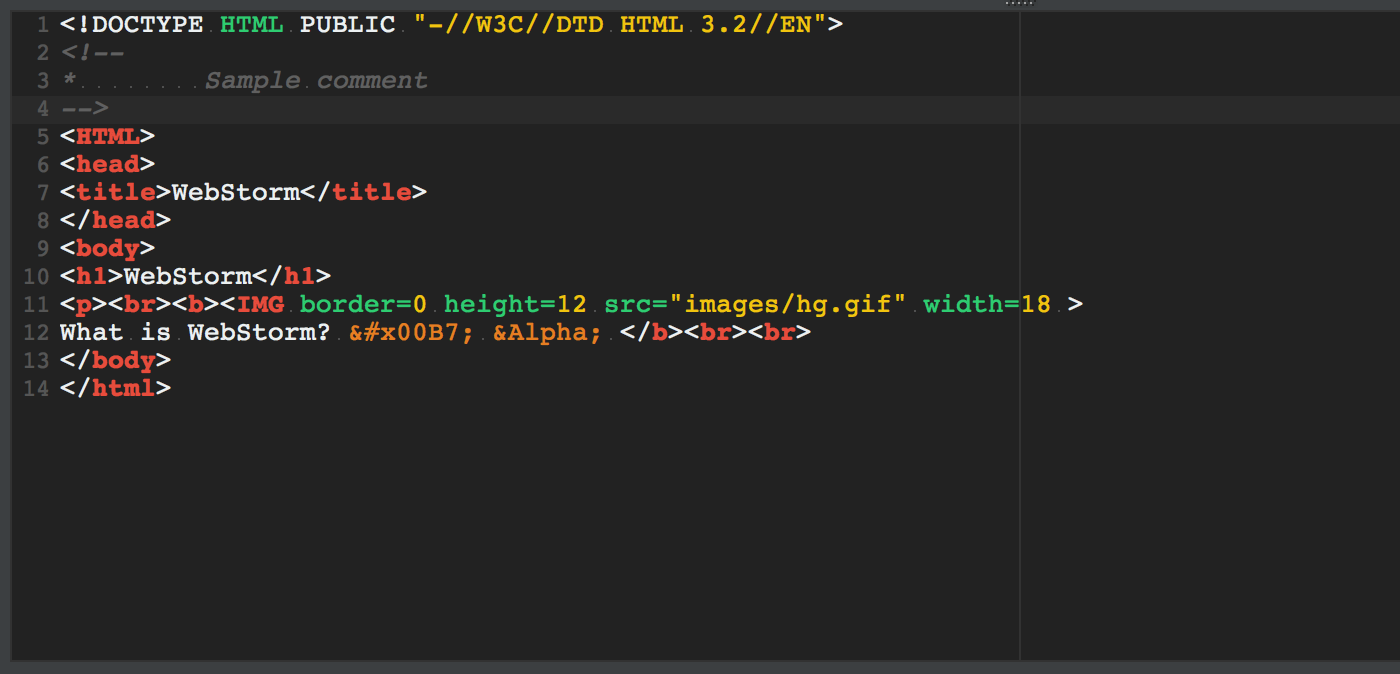 1 <!DOCTYPE HTML PUBLIC "-//W3C//DTD HTML 3.2//EN">
2 <!--
3 *        Sample comment
4 -->
5 <HTML>
6 <head>
7 <title>WebStorm</title>
8 </head>
9 <body>
10 <h1>WebStorm</h1>
11 <p><br><b><IMG border=0 height=12 src="images/hg.gif" width=18 >
12 What is WebStorm? &#x00B7; &Alpha; </b><br><br>
13 </body>
14 </html>